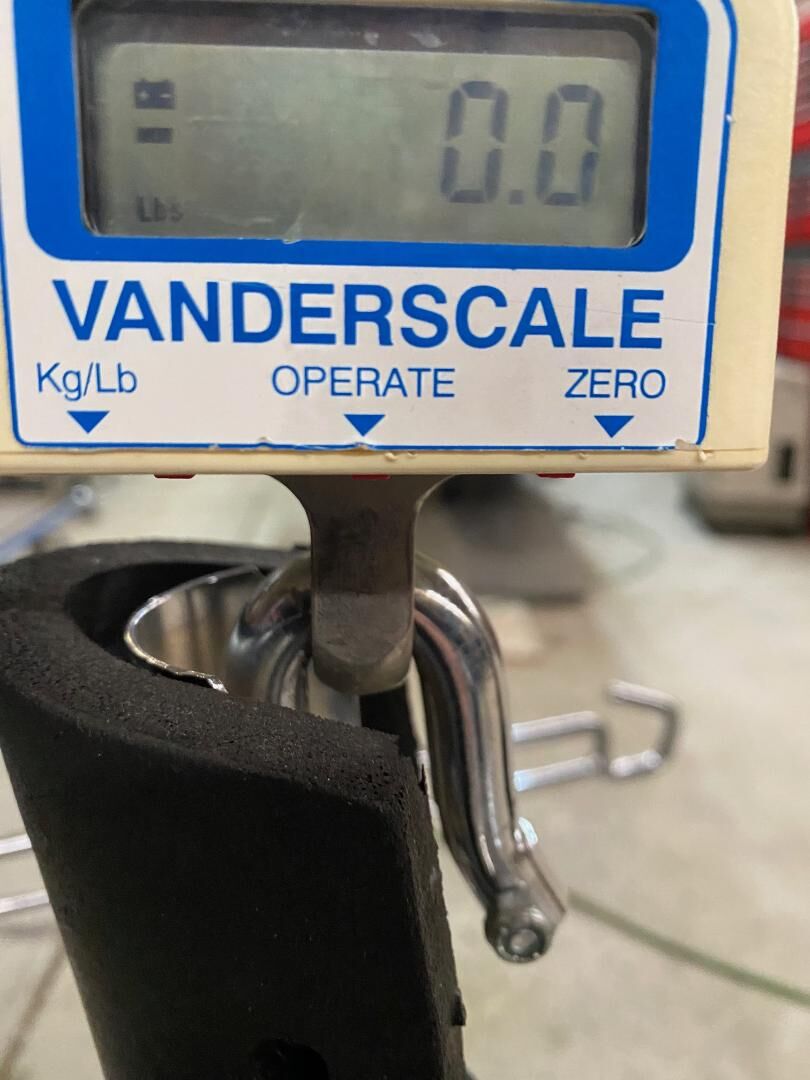 0.0
Lbs
VANDERSCALE
Kg/Lb OPERATE ZERO